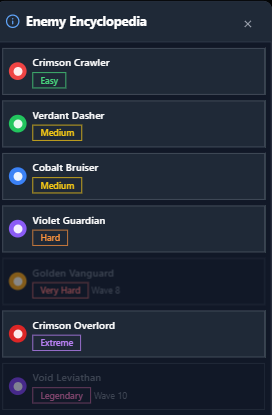 Enemy Encyclopedia
Crimson Crawler
Easy
Verdant Dasher
Medium
Cobalt Bruiser
Medium
Violet Guardian
Hard
Golden Vanguard
Very Hard Wave 8
Crimson Overlord
Extreme
Void Leviathan
Legendary Wave 10